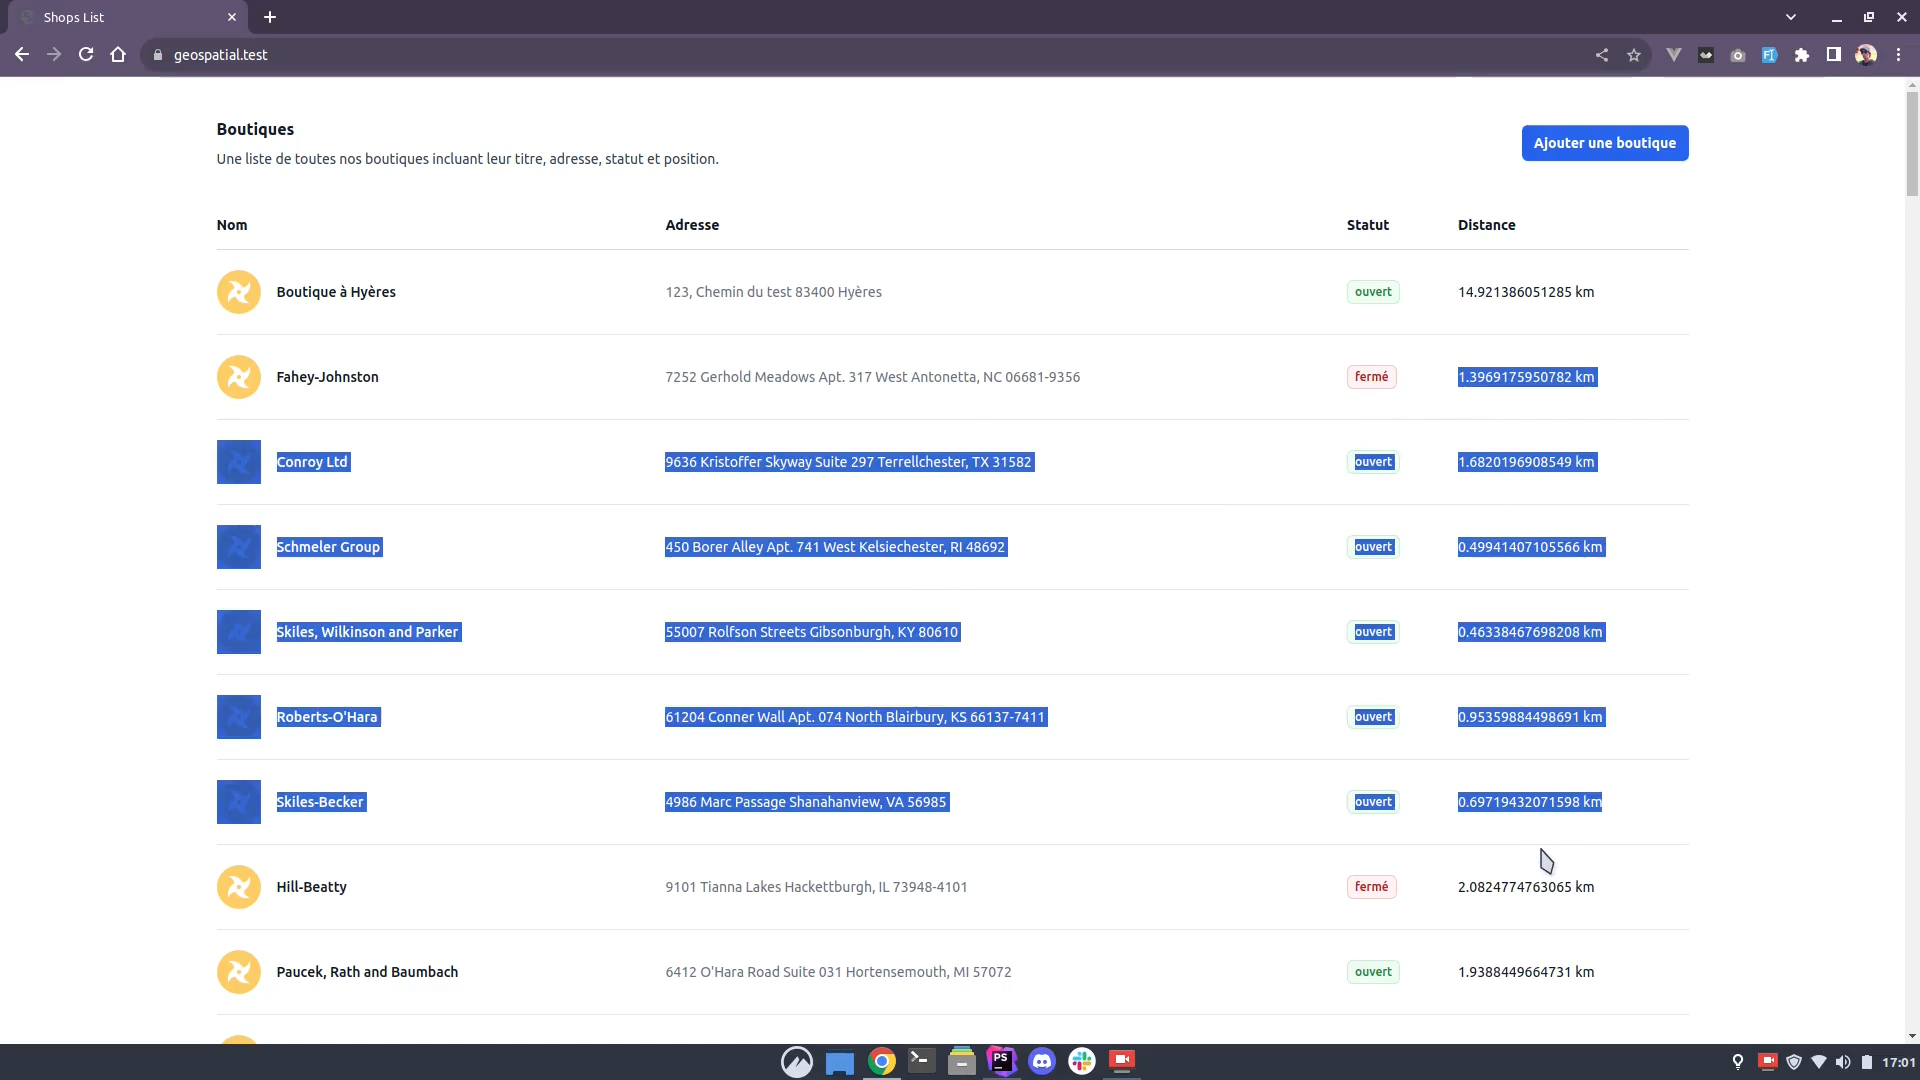 Shops List
geospatial.test
Boutiques
Une liste de toutes nos boutiques incluant leur titre, adresse, statut et position.
Ajouter une boutique
Nom Adresse Statut Distance
Boutique à Hyères 123, Chemin du test 83400 Hyères ouvert 14.921386051285 km
Fahey-Johnston 7252 Gerhold Meadows Apt. 317 West Antonetta, NC 06681-9356 fermé 1.3969175950782 km
Conroy Ltd 9636 Kristoffer Skyway Suite 297 Terrellchester, TX 31582 ouvert 1.6820196908549 km
Schmeler Group 450 Borer Alley Apt. 741 West Kelsiechester, RI 48692 ouvert 0.49941407105566 km
Skiles, Wilkinson and Parker 55007 Rolfson Streets Gibsonburgh, KY 80610 ouvert 0.46338467698208 km
Roberts-O'Hara 61204 Conner Wall Apt. 074 North Blairbury, KS 66137-7411 ouvert 0.95359884498691 km
Skiles-Becker 4986 Marc Passage Shanahanview, VA 56985 ouvert 0.69719432071598 km
Hill-Beatty 9101 Tianna Lakes Hackettburgh, IL 73948-4101 fermé 2.0824774763065 km
Paucek, Rath and Baumbach 6412 O'Hara Road Suite 031 Hortensemouth, MI 57072 ouvert 1.9388449664731 km
PS
17:01